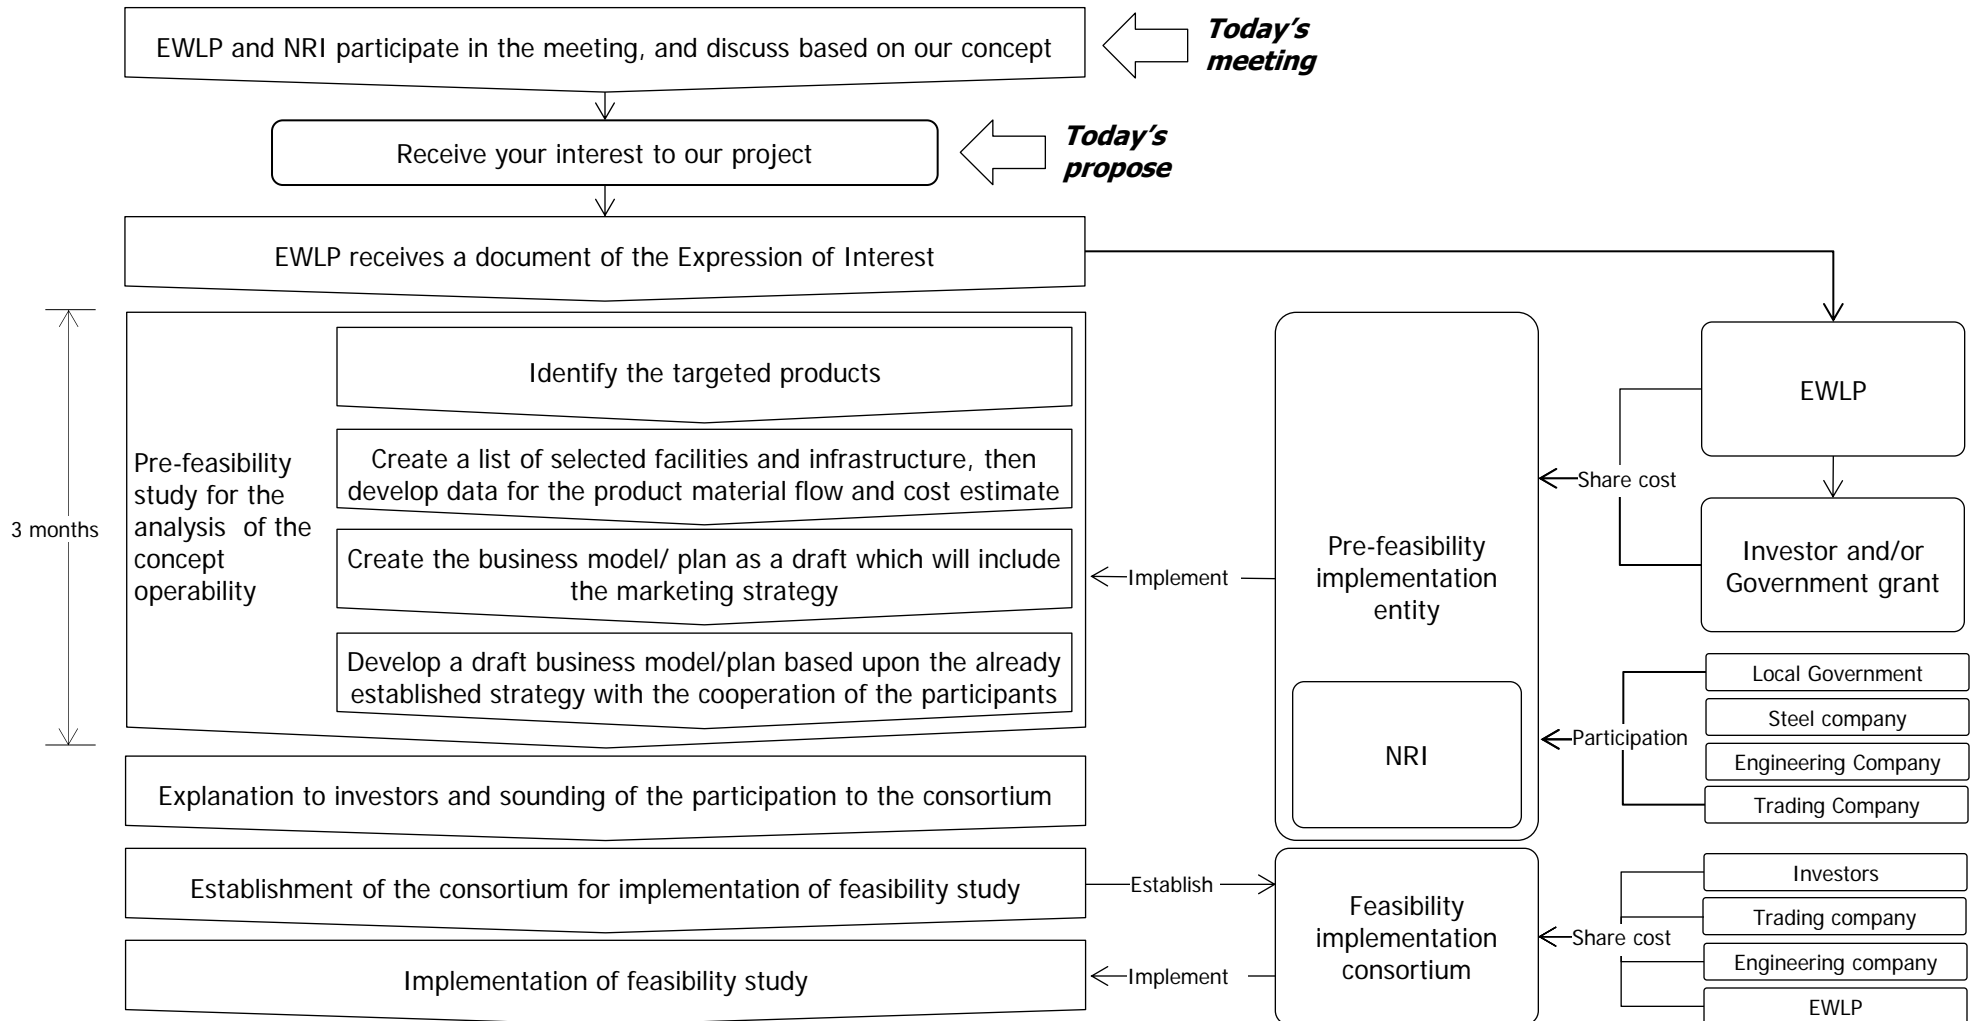 EWLP and NRI participate in the meeting, and discuss based on our concept
Today's
meeting
Receive your interest to our project
Today's
propose
EWLP receives a document of the Expression of Interest
3 months
Pre-feasibility
study for the
analysis of the
concept
operability
Identify the targeted products
Create a list of selected facilities and infrastructure, then
develop data for the product material flow and cost estimate
Create the business model/ plan as a draft which will include
the marketing strategy
Develop a draft business model/plan based upon the already
established strategy with the cooperation of the participants
Implement
Pre-feasibility
implementation
entity
NRI
Share cost
EWLP
Investor and/or
Government grant
Participation
Local Government
Steel company
Engineering Company
Trading Company
Explanation to investors and sounding of the participation to the consortium
Establishment of the consortium for implementation of feasibility study
Establish
Implementation of feasibility study
Implement
Feasibility
implementation
consortium
Share cost
Investors
Trading company
Engineering company
EWLP